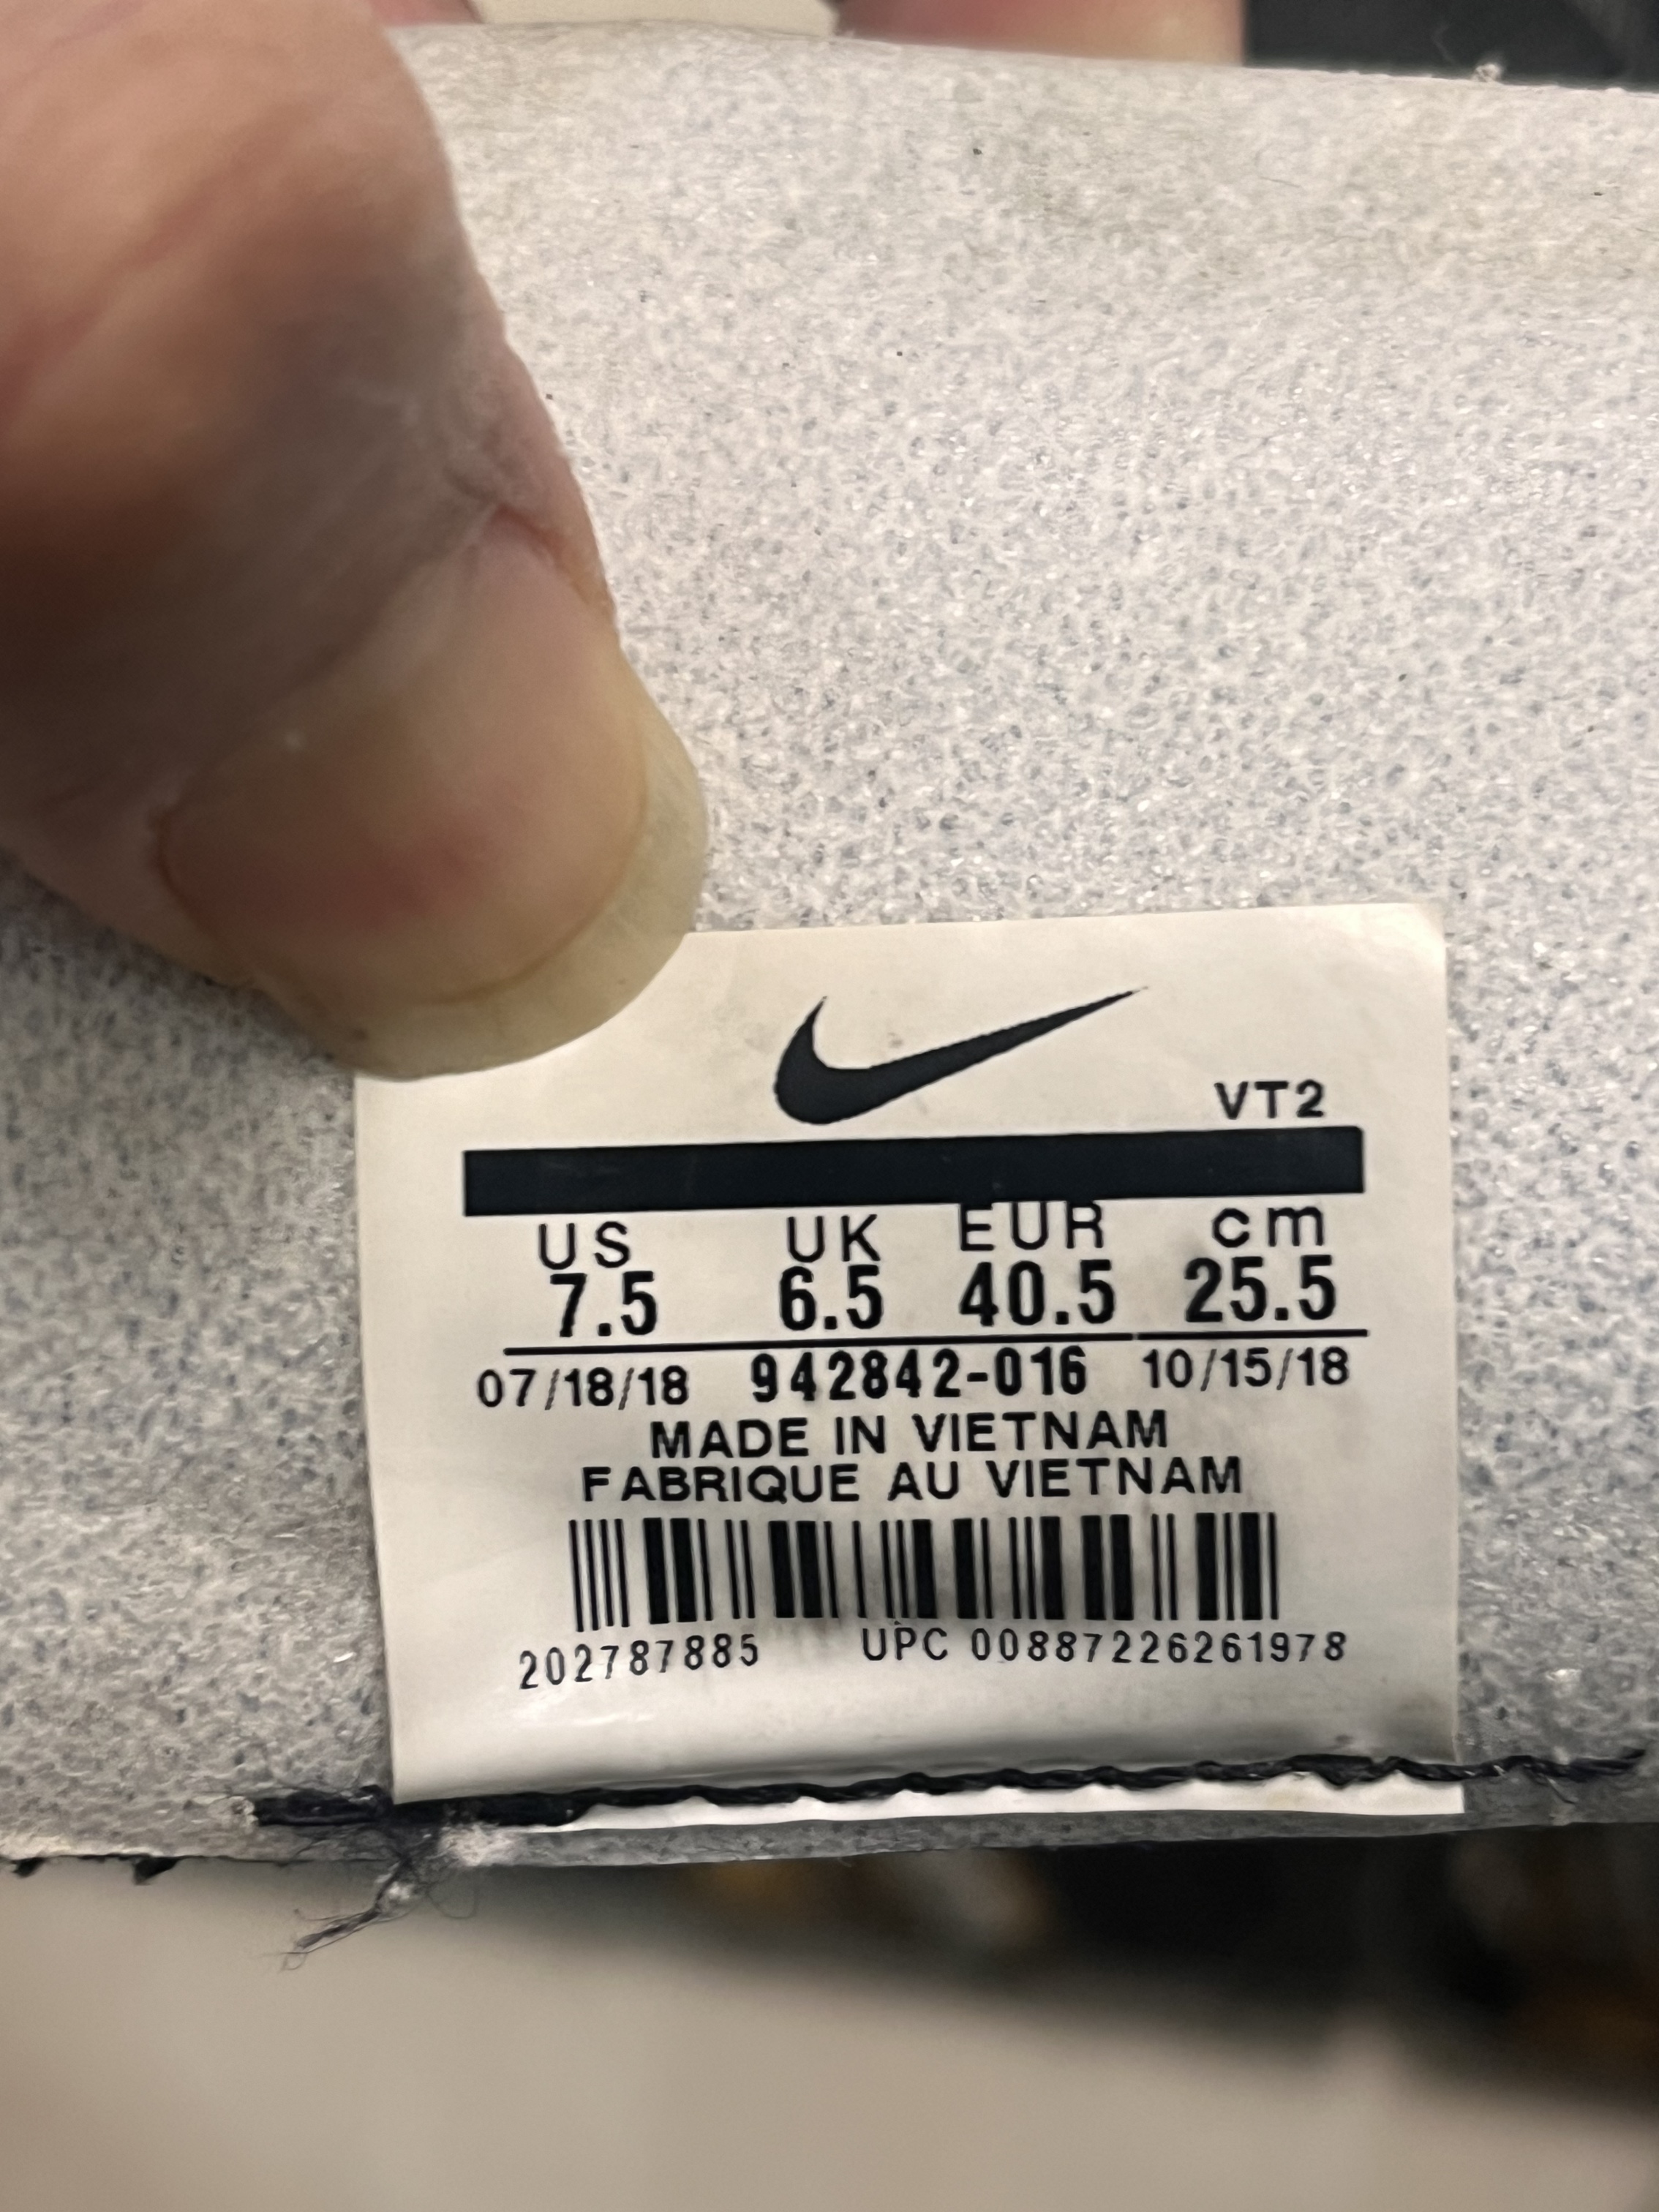 VT2
US UK EUR cm
7.5 6.5 40.5 25.5
07/18/18 942842-016 10/15/18
MADE IN VIETNAM
FABRIQUE AU VIETNAM
202787885 UPC 00887226261978